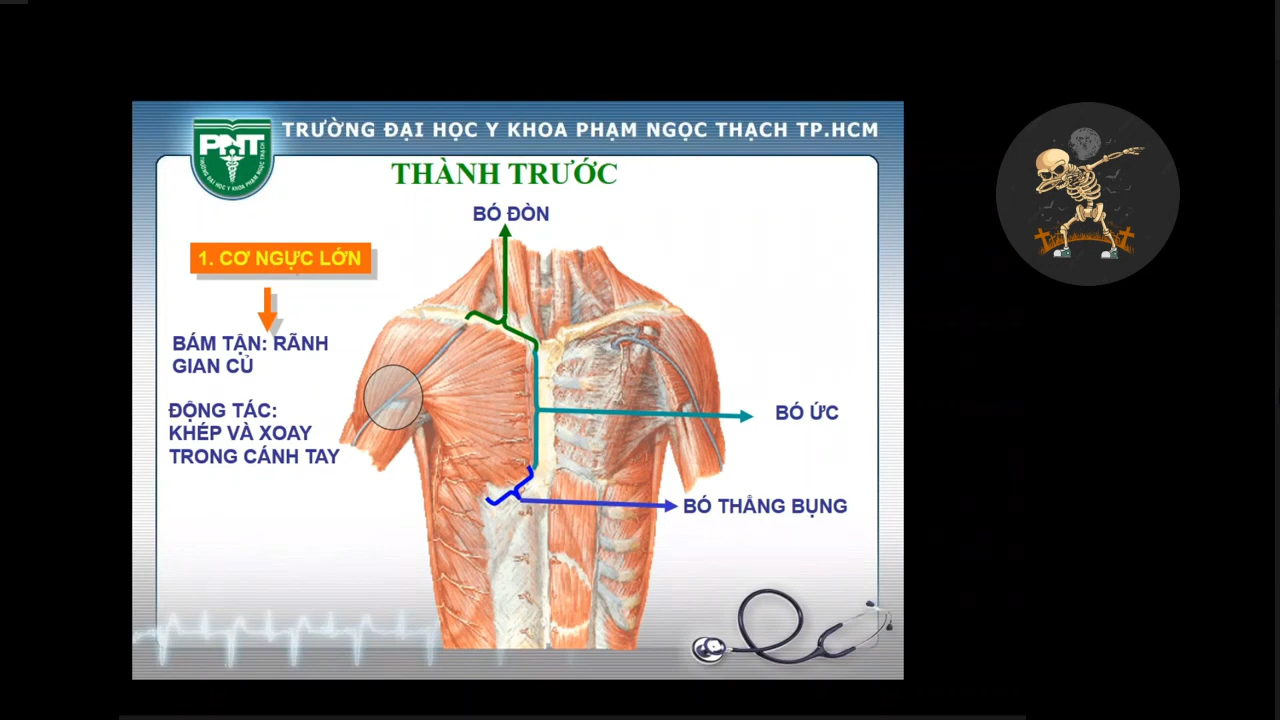 PNT
TRƯỜNG ĐẠI HỌC Y KHOA PHẠM NGỌC THẠCH TP.HCM
THÀNH TRƯỚC
BÓ ĐÒN
1. CƠ NGỰC LỚN
BÁM TẬN: RÃNH
GIAN CỦ
ĐỘNG TÁC:
KHÉP VÀ XOAY
TRONG CÁNH TAY
BÓ ỨC
BÓ THẲNG BỤNG